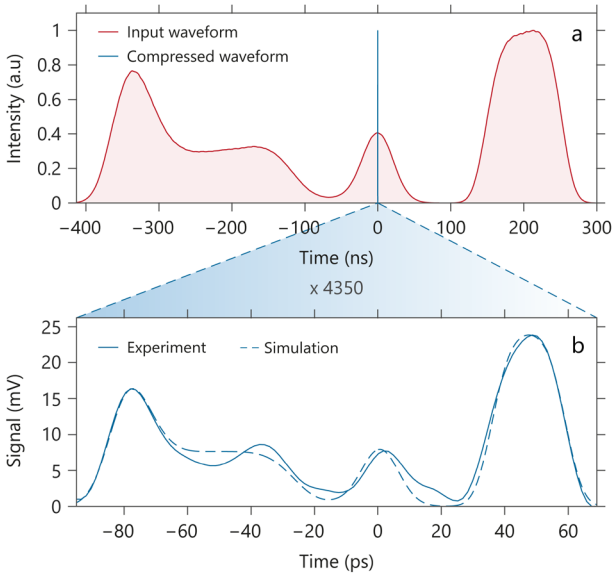 a
Input waveform
Compressed waveform
Intensity (a.u)
1
0.8
0.6
0.4
0.2
0
−400 −300 −200 −100 0 100 200 300
Time (ns)
x 4350
b
Experiment Simulation
Signal (mV)
25
20
15
10
5
0
−80 −60 −40 −20 0 20 40 60
Time (ps)